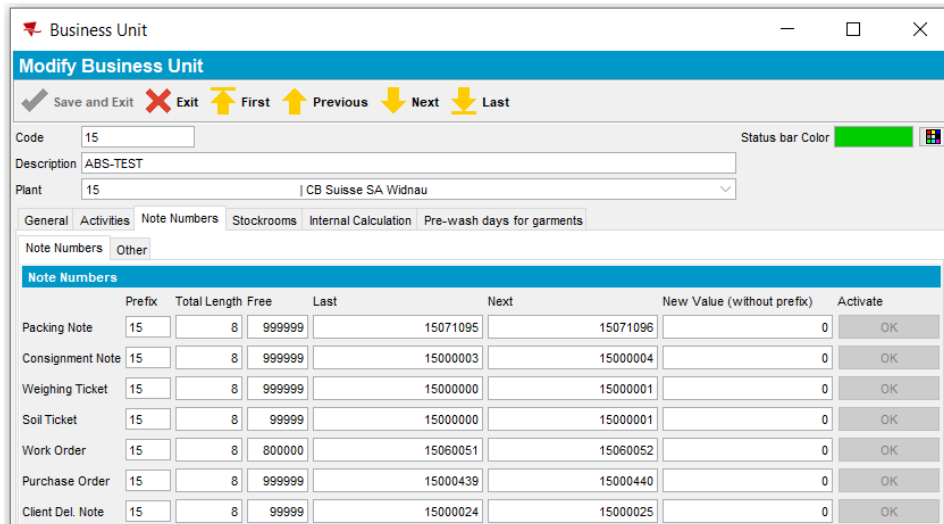 Business Unit
Modify Business Unit
Save and Exit Exit First Previous Next Last
Code 15 Status bar Color
Description ABS-TEST
Plant 15 | CB Suisse SA Widnau
General Activities Note Numbers Stockrooms Internal Calculation Pre-wash days for garments
Note Numbers Other
Note Numbers
Prefix Total Length Free Last Next New Value (without prefix) Activate
Packing Note 15 8 999999 15071095 15071096 0 OK
Consignment Note 15 8 999999 15000003 15000004 0 OK
Weighing Ticket 15 8 999999 15000000 15000001 0 OK
Soil Ticket 15 8 99999 15000000 15000001 0 OK
Work Order 15 8 800000 15060051 15060052 0 OK
Purchase Order 15 8 999999 15000439 15000440 0 OK
Client Del. Note 15 8 99999 15000024 15000025 0 OK